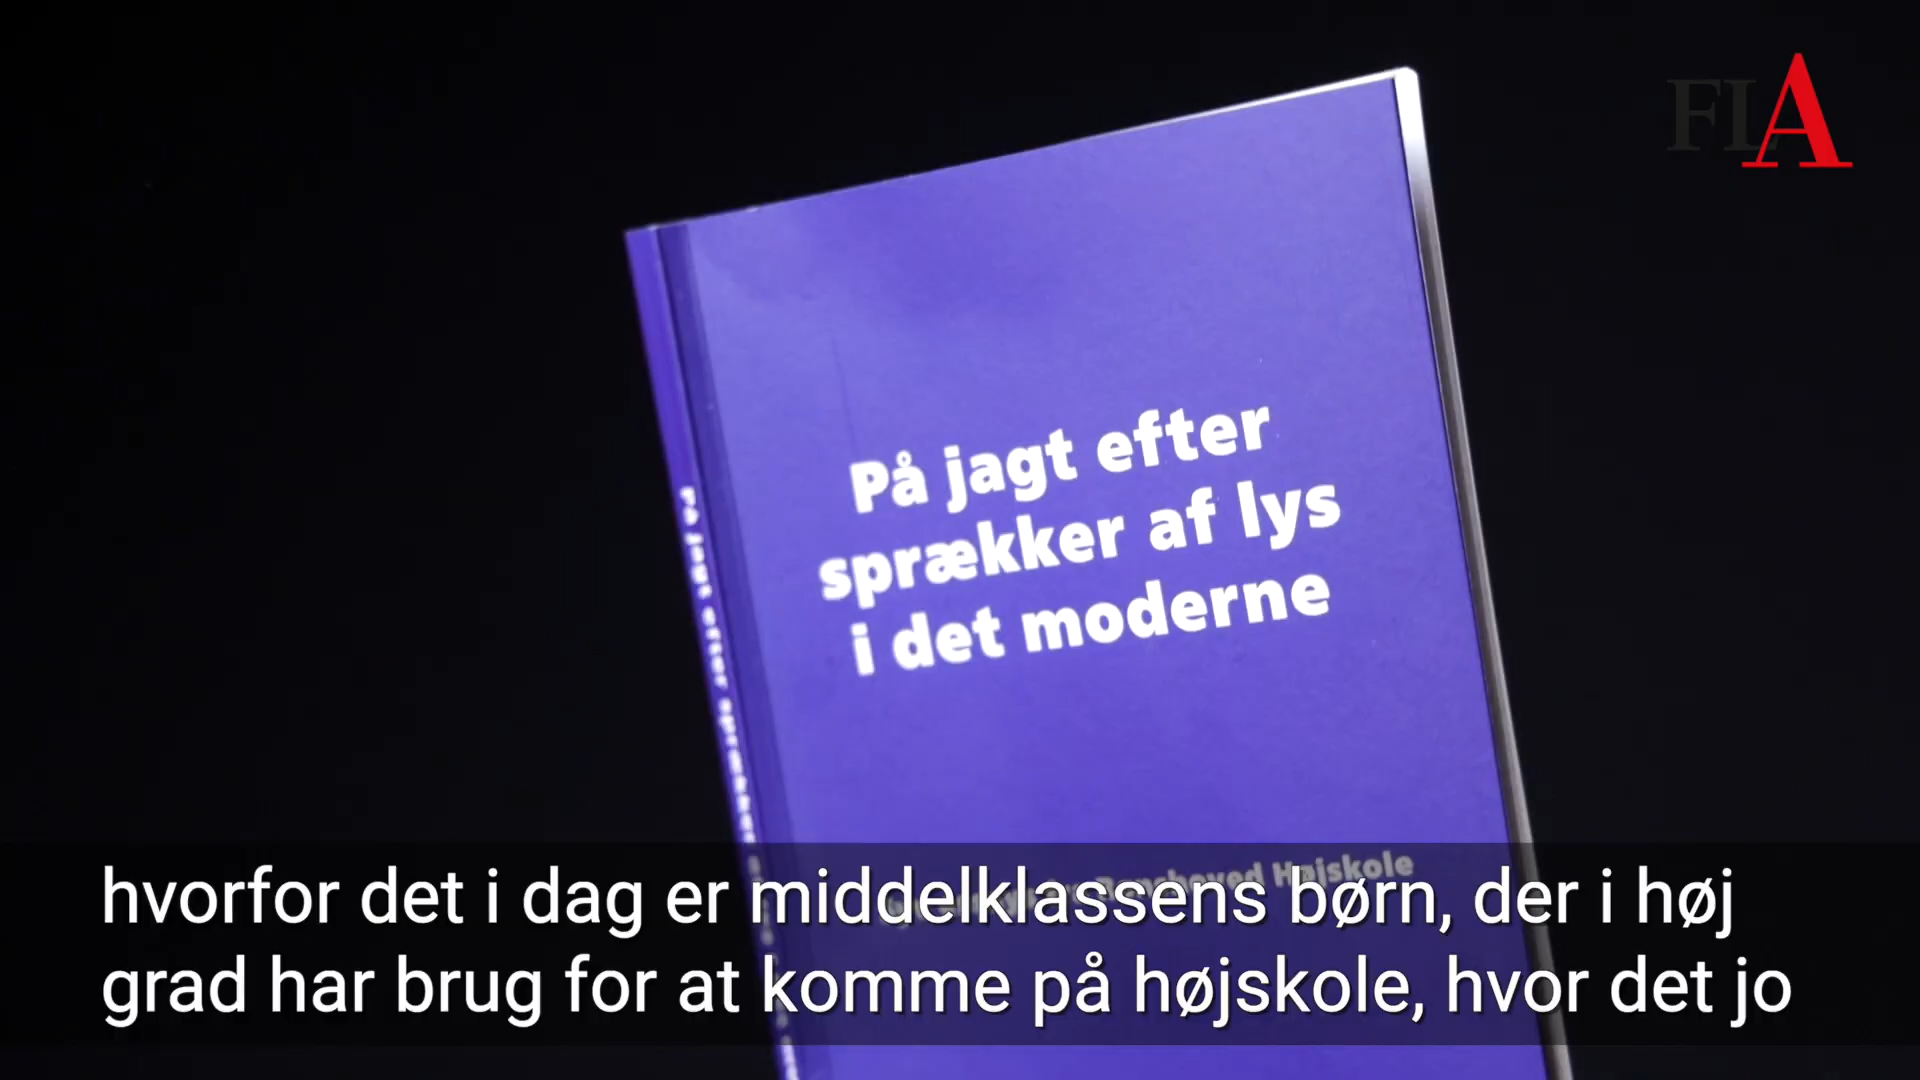 FIA
På jagt efter
sprækker af lys
i det moderne
Højskole
hvorfor det i dag er middelklassens børn, der i høj
grad har brug for at komme på højskole, hvor det jo